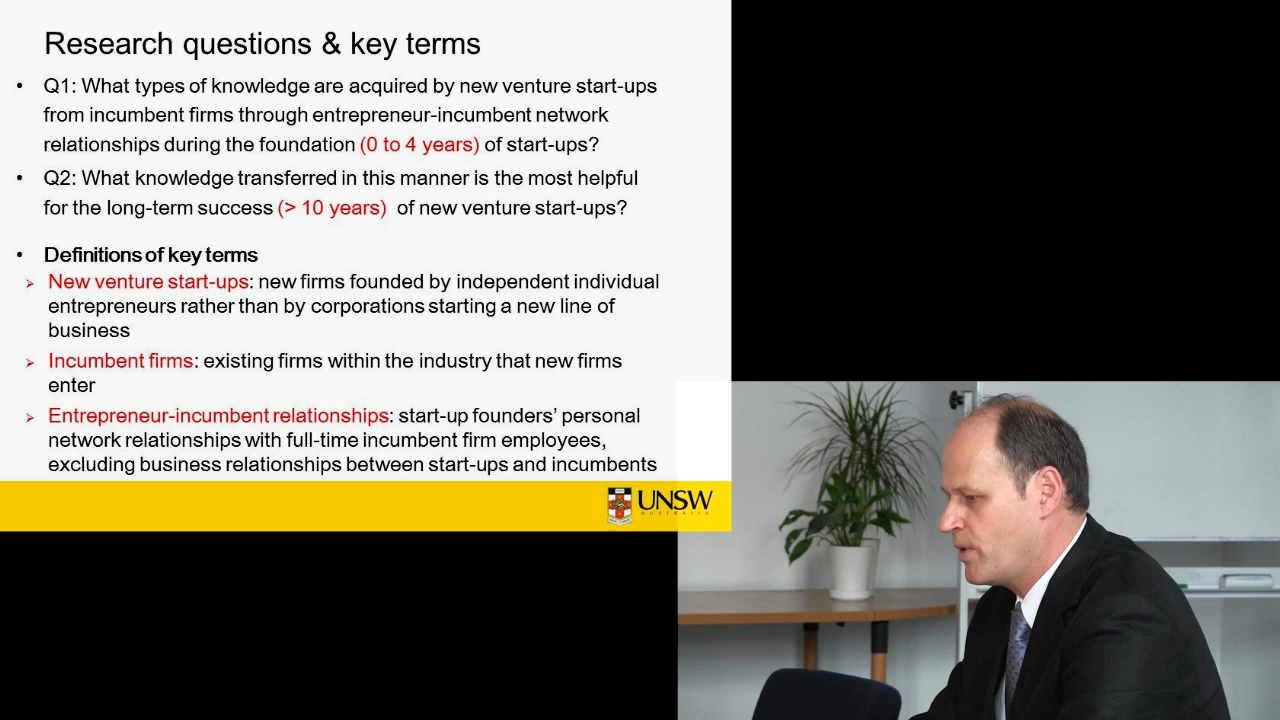 Research questions & key terms
• Q1: What types of knowledge are acquired by new venture start-ups
from incumbent firms through entrepreneur-incumbent network
relationships during the foundation (0 to 4 years) of start-ups?
• Q2: What knowledge transferred in this manner is the most helpful
for the long-term success (> 10 years) of new venture start-ups?
• Definitions of key terms
➢ New venture start-ups: new firms founded by independent individual
entrepreneurs rather than by corporations starting a new line of
business
➢ Incumbent firms: existing firms within the industry that new firms
enter
➢ Entrepreneur-incumbent relationships: start-up founders’ personal
network relationships with full-time incumbent firm employees,
excluding business relationships between start-ups and incumbents
UNSW
AUSTRALIA